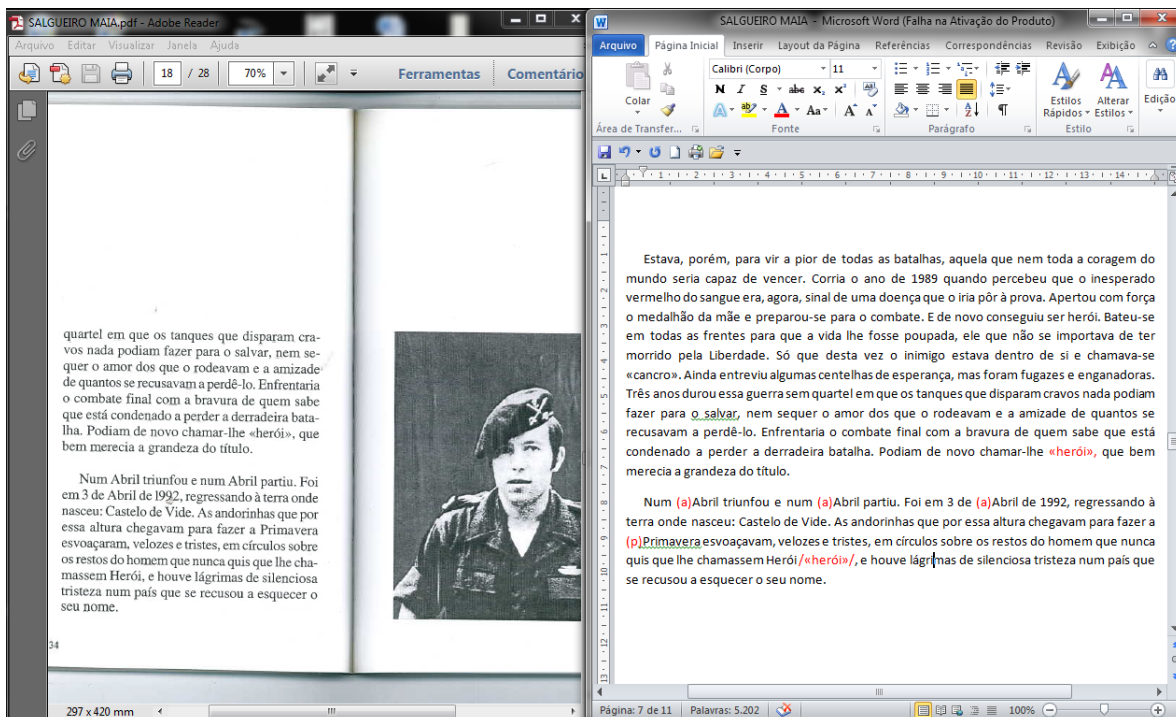 SALGUEIRO MAIA.pdf - Adobe Reader
Arquivo Editar Visualizar Janela Ajuda
18 / 28 70% Ferramentas Comentário
quartel em que os tanques que disparam cra-
vos nada podiam fazer para o salvar, nem se-
quer o amor dos que o rodeavam e a amizade
de quantos se recusavam a perdê-lo. Enfrentaria
o combate final com a bravura de quem sabe
que está condenado a perder a derradeira bata-
lha. Podiam de novo chamar-lhe «herói», que
bem merecia a grandeza do título.
Num Abril triunfou e num Abril partiu. Foi
em 3 de Abril de 1992, regressando à terra onde
nasceu: Castelo de Vide. As andorinhas que por
essa altura chegavam para fazer a Primavera
esvoaçaram, velozes e tristes, em círculos sobre
os restos do homem que nunca quis que lhe cha-
massem Herói, e houve lágrimas de silenciosa
tristeza num país que se recusou a esquecer o
seu nome.
34
297 x 420 mm
SALGUEIRO MAIA - Microsoft Word (Falha na Ativação do Produto)
Arquivo Página Inicial Inserir Layout da Página Referências Correspondências Revisão Exibição
Colar
Calibri (Corpo) 11
N I S abc x₂ x²
A ab A Aa A A
Estilos Rápidos
Alterar Estilos
Edição
Área de Transfer... Fonte Parágrafo Estilo
1 2 3 4 5 6 7 8 9 10 11 12 13 14
Estava, porém, para vir a pior de todas as batalhas, aquela que nem toda a coragem do
mundo seria capaz de vencer. Corria o ano de 1989 quando percebeu que o inesperado
vermelho do sangue era, agora, sinal de uma doença que o iria pôr à prova. Apertou com força
o medalhão da mãe e preparou-se para o combate. E de novo conseguiu ser herói. Bateu-se
em todas as frentes para que a vida lhe fosse poupada, ele que não se importava de ter
morrido pela Liberdade. Só que desta vez o inimigo estava dentro de si e chamava-se
«cancro». Ainda entreviu algumas centelhas de esperança, mas foram fugazes e enganadoras.
Três anos durou essa guerra sem quartel em que os tanques que disparam cravos nada podiam
fazer para o salvar, nem sequer o amor dos que o rodeavam e a amizade de quantos se
recusavam a perdê-lo. Enfrentaria o combate final com a bravura de quem sabe que está
condenado a perder a derradeira batalha. Podiam de novo chamar-lhe «herói», que bem
merecia a grandeza do título.
Num (a)Abril triunfou e num (a)Abril partiu. Foi em 3 de (a)Abril de 1992, regressando à
terra onde nasceu: Castelo de Vide. As andorinhas que por essa altura chegavam para fazer a
(p)Primavera esvoaçavam, velozes e tristes, em círculos sobre os restos do homem que nunca
quis que lhe chamassem Herói/«herói»/, e houve lágrimas de silenciosa tristeza num país que
se recusou a esquecer o seu nome.
Página: 7 de 11 Palavras: 5.202 100%